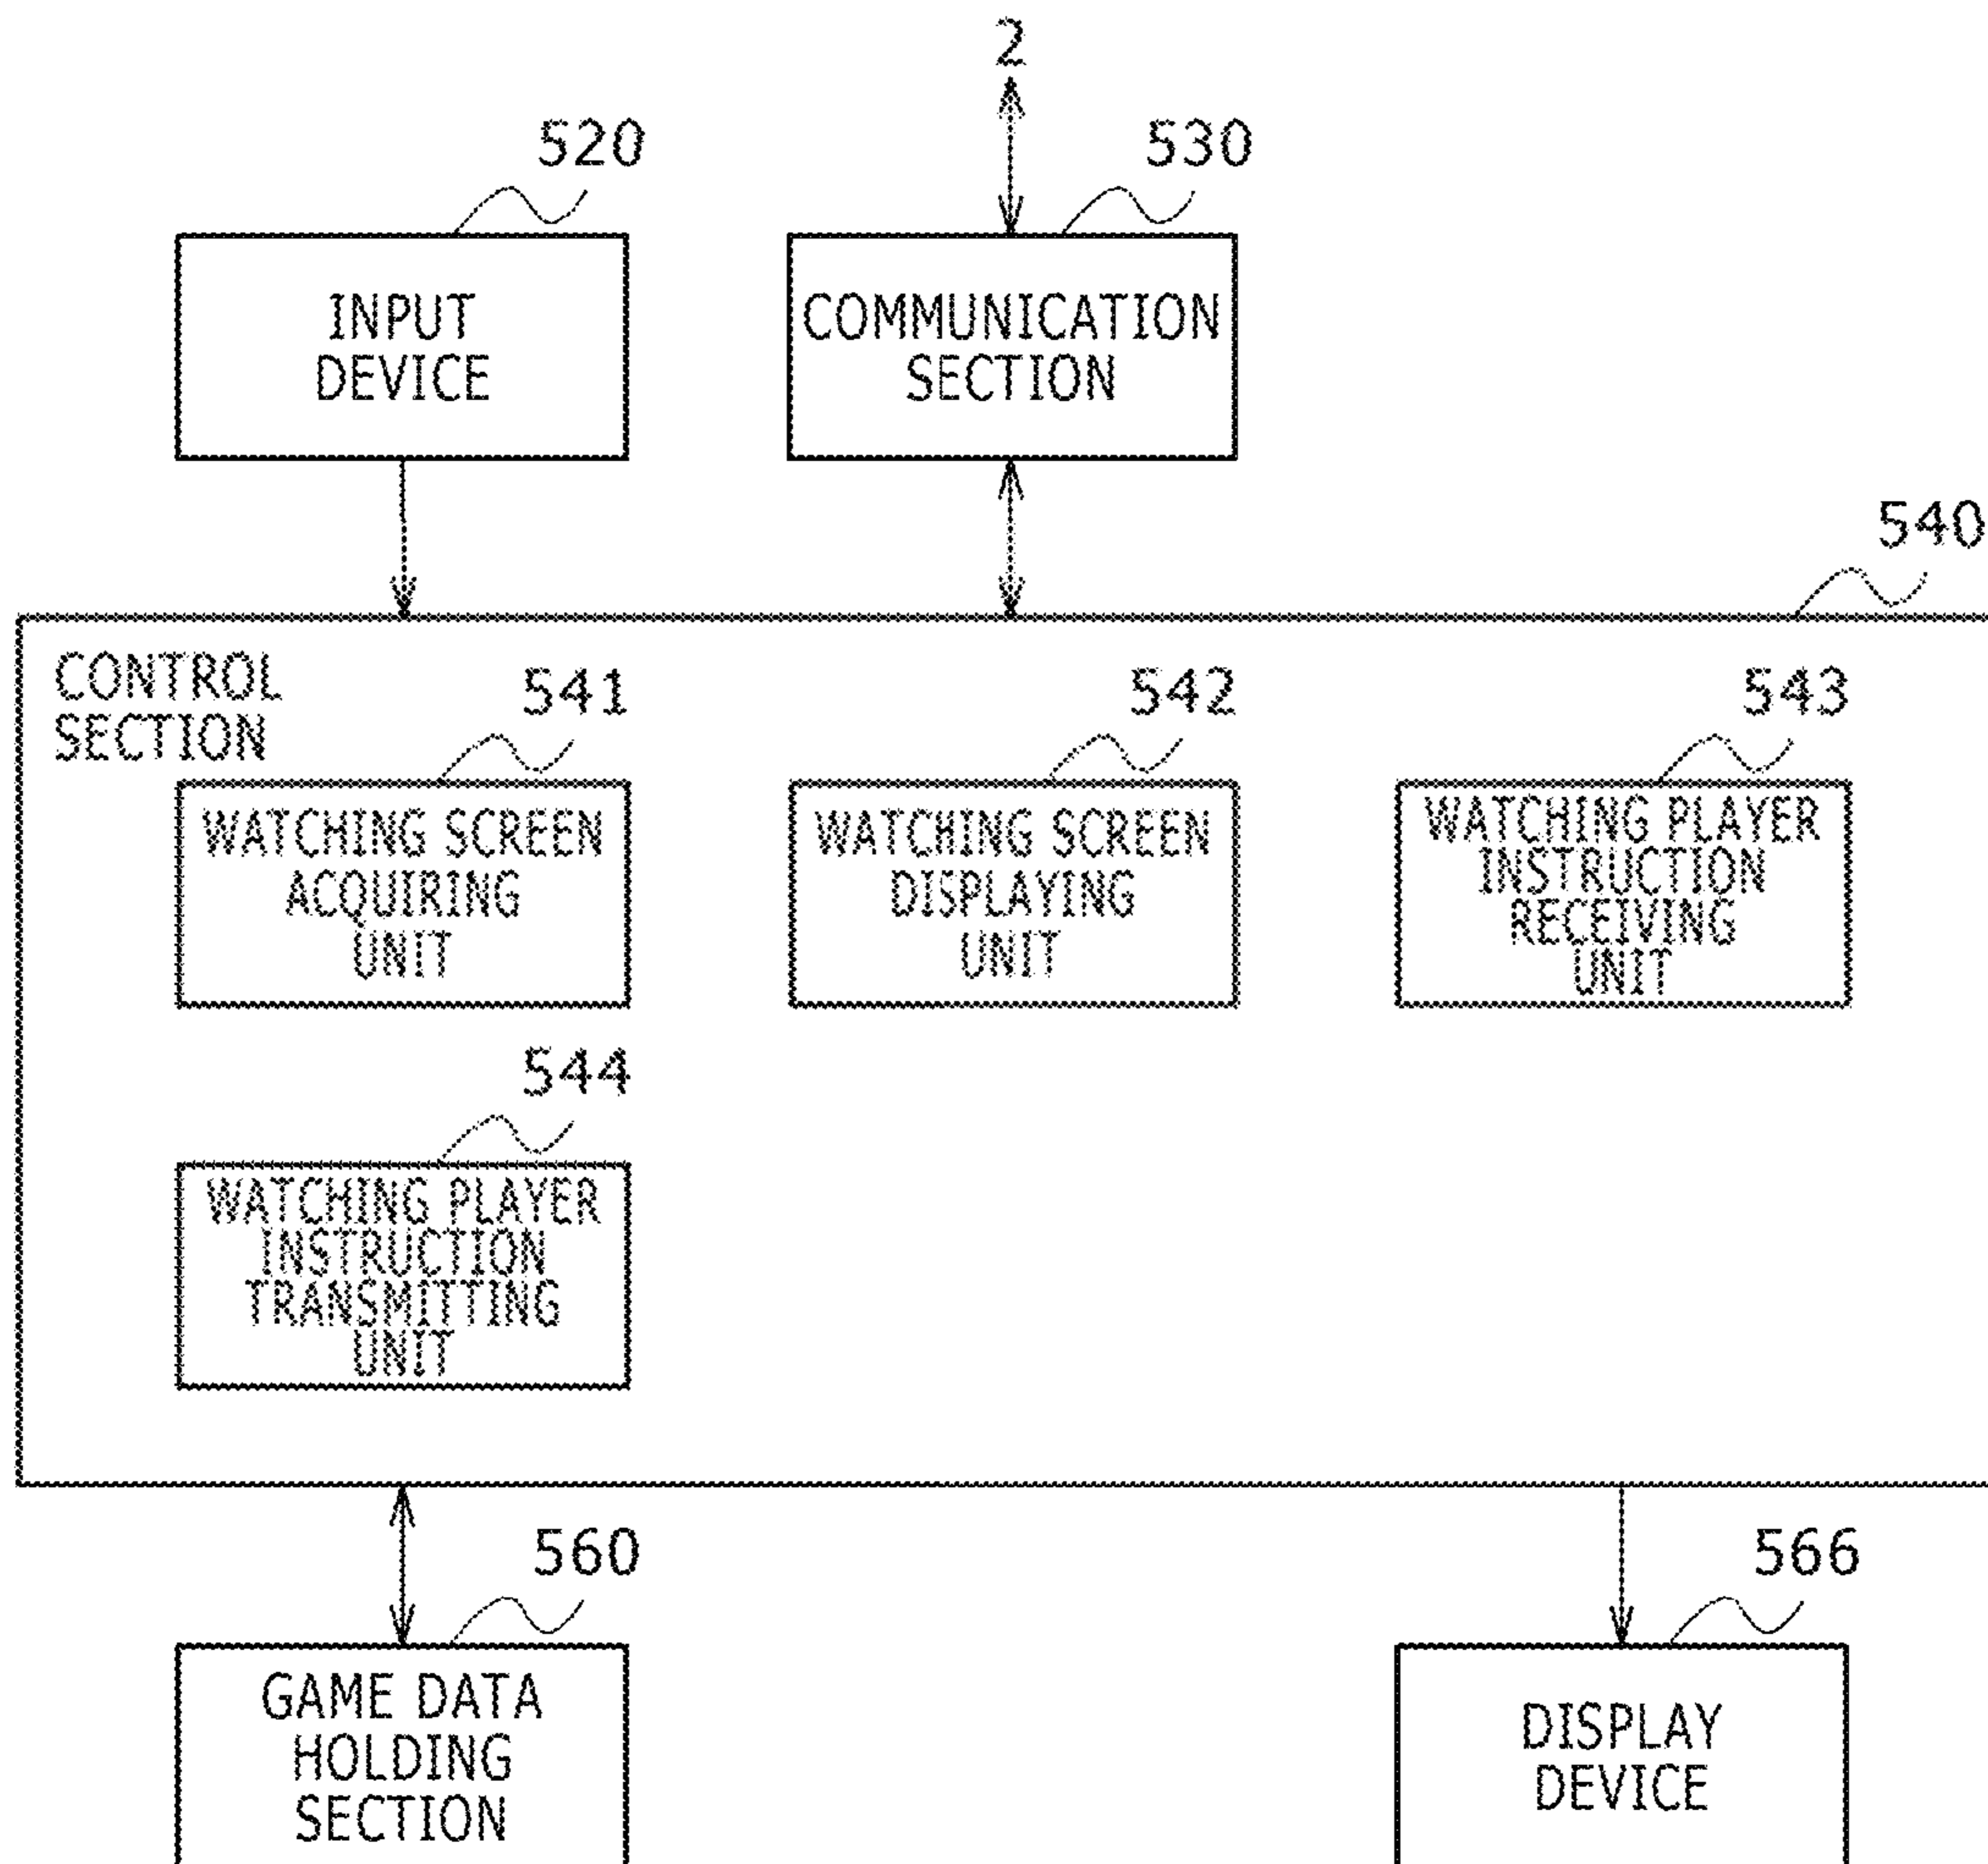 2
520
530
INPUT
DEVICE
COMMUNICATION
SECTION
540
CONTROL
SECTION
541
542
543
WATCHING SCREEN
ACQUIRING
UNIT
WATCHING SCREEN
DISPLAYING
UNIT
WATCHING PLAYER
INSTRUCTION
RECEIVING
UNIT
544
WATCHING PLAYER
INSTRUCTION
TRANSMITTING
UNIT
560
566
GAME DATA
HOLDING
SECTION
DISPLAY
DEVICE